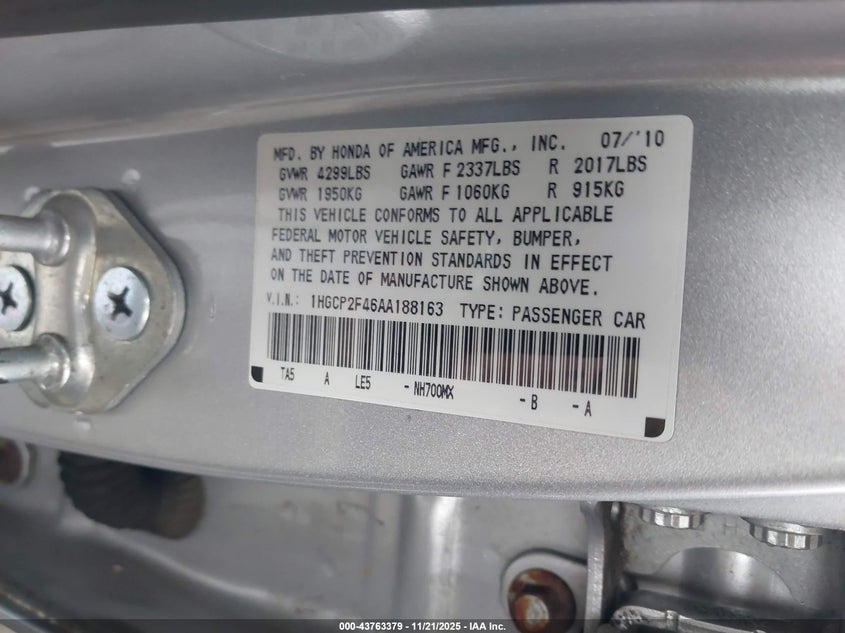 MFD. BY HONDA OF AMERICA MFG., INC. 07/'10
GVWR 4299LBS GAWR F 2337LBS R 2017LBS
GVWR 1950KG GAWR F 1060KG R 915KG
THIS VEHICLE CONFORMS TO ALL APPLICABLE
FEDERAL MOTOR VEHICLE SAFETY, BUMPER,
AND THEFT PREVENTION STANDARDS IN EFFECT
ON THE DATE OF MANUFACTURE SHOWN ABOVE.
V.I.N.: 1HGCP2F46AA188163 TYPE: PASSENGER CAR
TA5 A LE5 - NH700MX - B - A
000-43763379 - 11/21/2025 - IAA Inc.